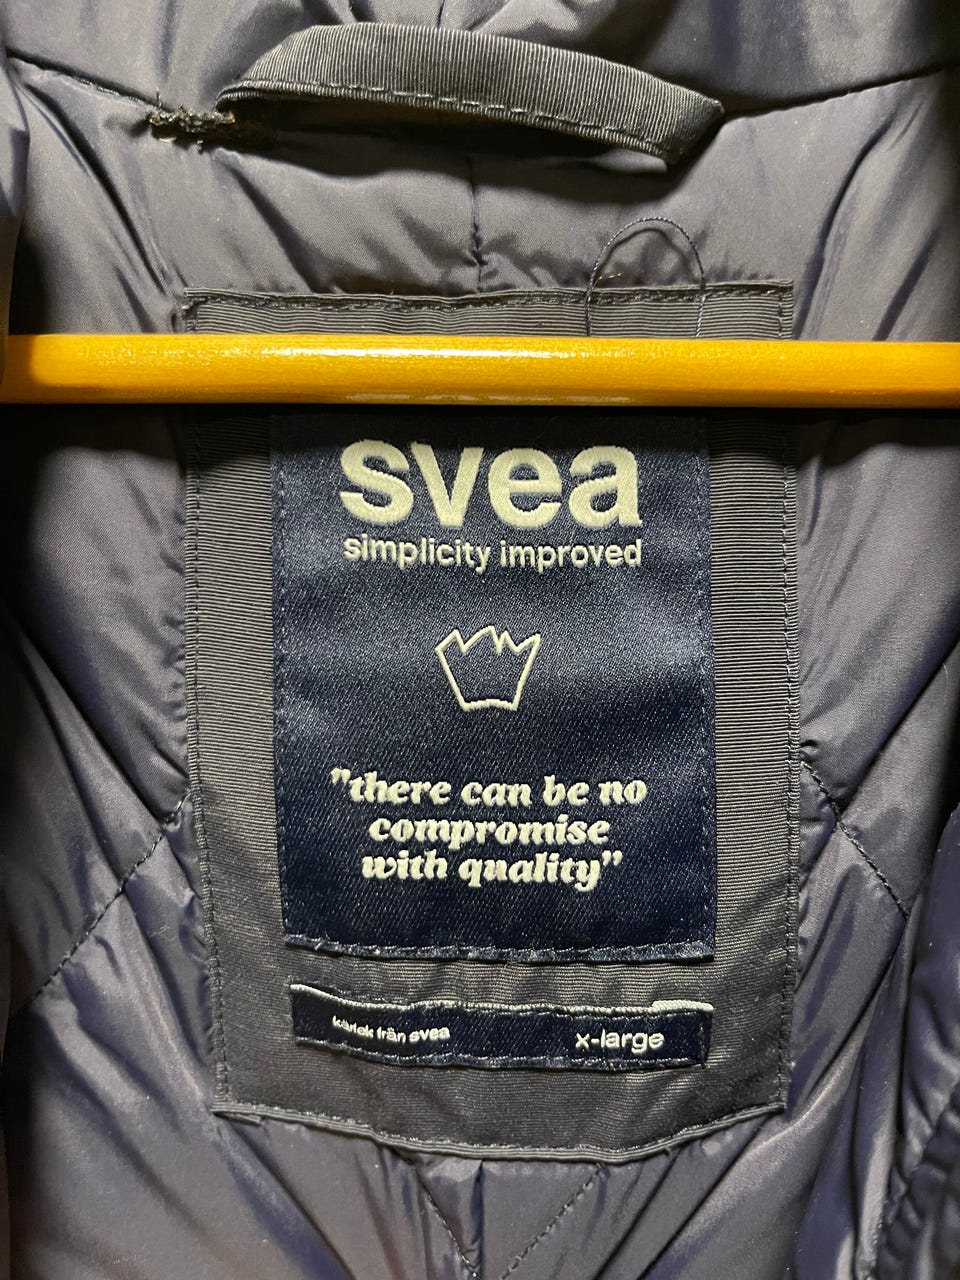 svea
simplicity improved
"there can be no
compromise
with quality"
kärlek från svea
x-large